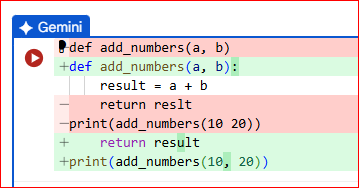 Gemini
-def add_numbers(a, b)
+def add_numbers(a, b):
    result = a + b
-    return reslt
-print(add_numbers(10 20))
+    return result
+print(add_numbers(10, 20))